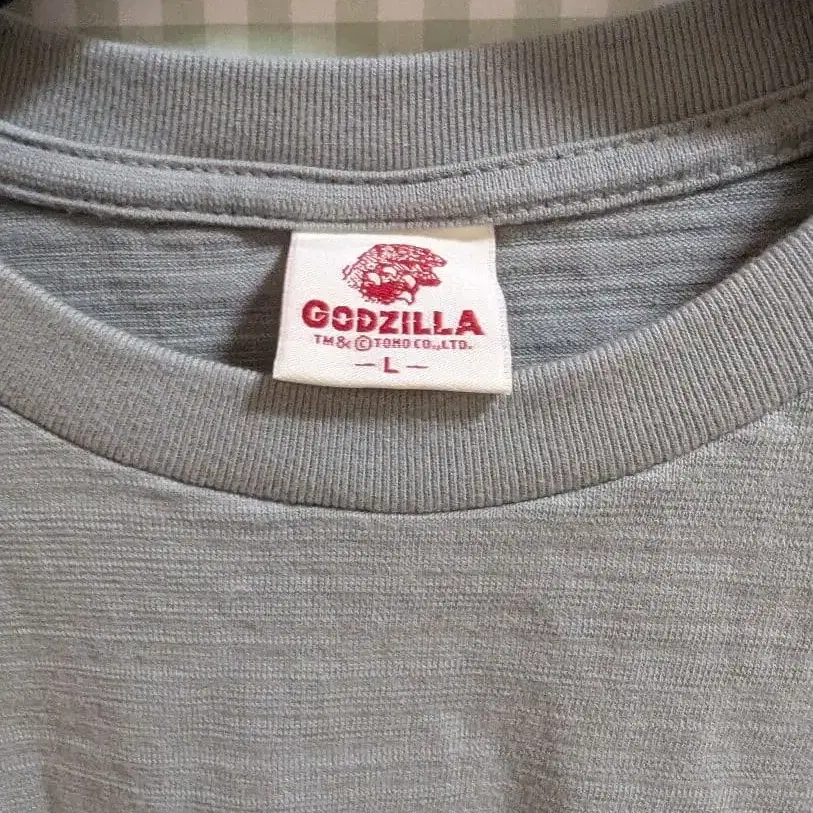 GODZILLA
TM & © TOHO CO.,LTD.
– L –